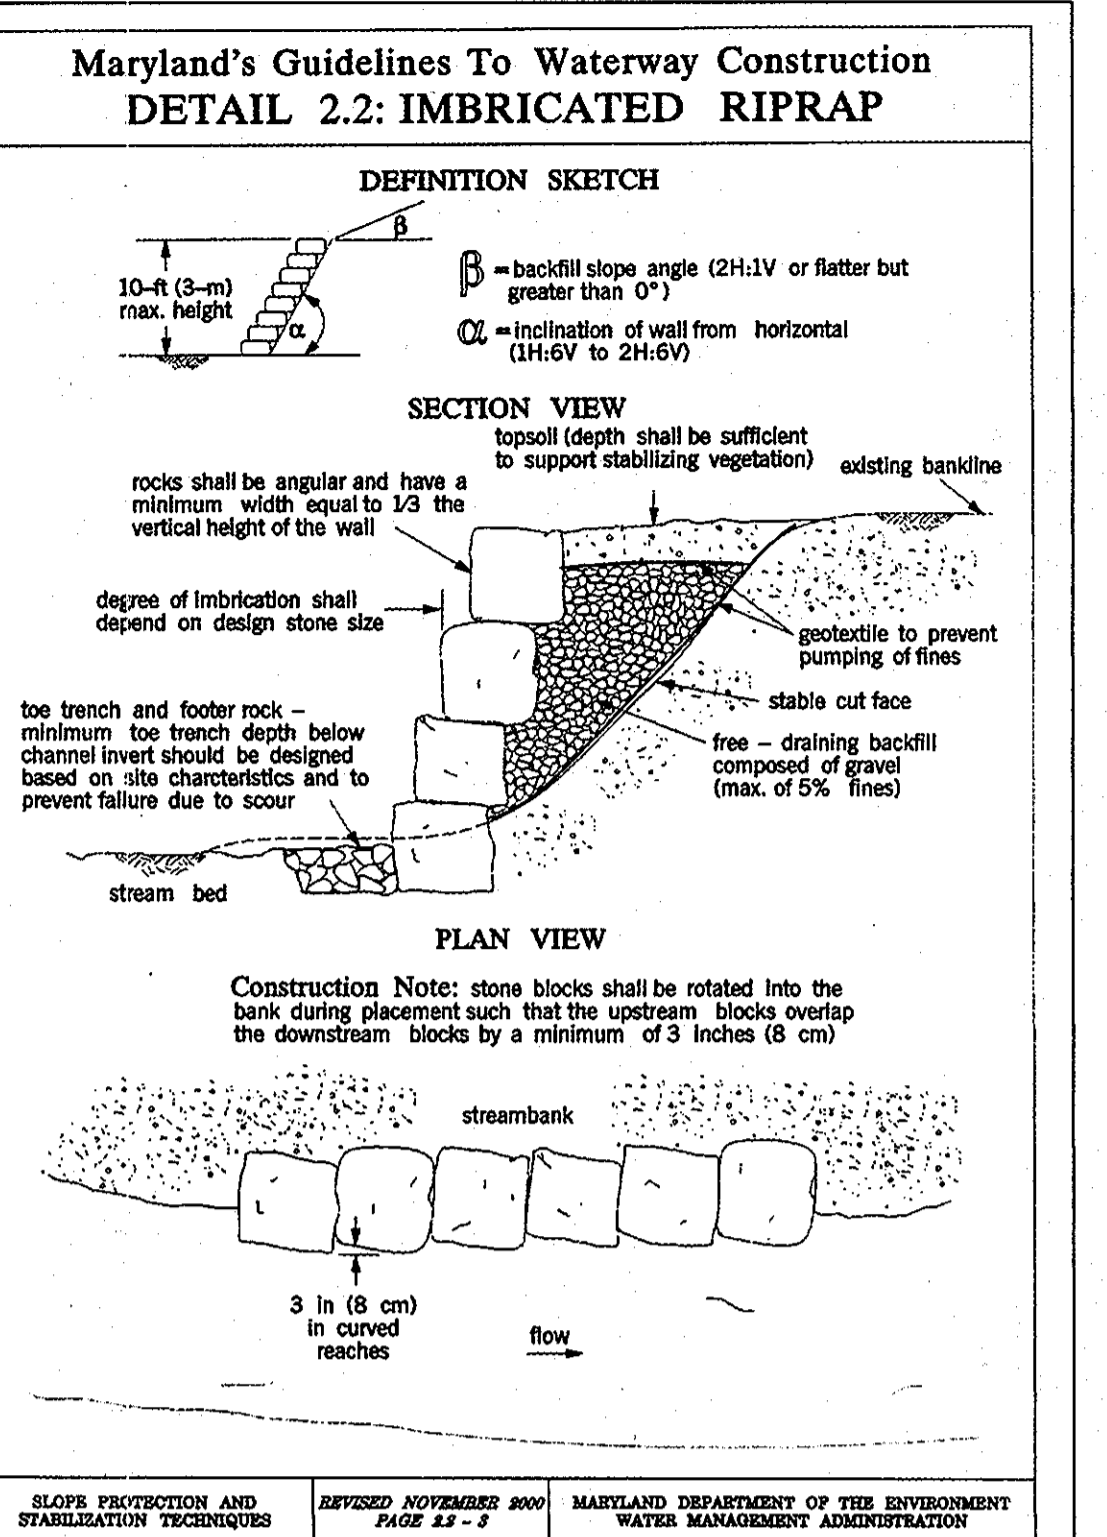 Maryland's Guidelines To Waterway Construction
DETAIL 2.2: IMBRICATED RIPRAP
DEFINITION SKETCH
β
10-ft (3-m)
max. height
α
β = backfill slope angle (2H:1V or flatter but
greater than 0°)
α = inclination of wall from horizontal
(1H:6V to 2H:6V)
SECTION VIEW
topsoil (depth shall be sufficient
to support stabilizing vegetation)
existing bankline
rocks shall be angular and have a
minimum width equal to 1/3 the
vertical height of the wall
degree of imbrication shall
depend on design stone size
geotextile to prevent
pumping of fines
stable cut face
toe trench and footer rock –
minimum toe trench depth below
channel invert should be designed
based on site charcteristics and to
prevent failure due to scour
free – draining backfill
composed of gravel
(max. of 5% fines)
stream bed
PLAN VIEW
Construction Note: stone blocks shall be rotated into the
bank during placement such that the upstream blocks overlap
the downstream blocks by a minimum of 3 inches (8 cm)
streambank
3 in (8 cm)
in curved
reaches
flow
SLOPE PROTECTION AND
STABILIZATION TECHNIQUES
REVISED NOVEMBER 2000
PAGE 2.2 - 3
MARYLAND DEPARTMENT OF THE ENVIRONMENT
WATER MANAGEMENT ADMINISTRATION